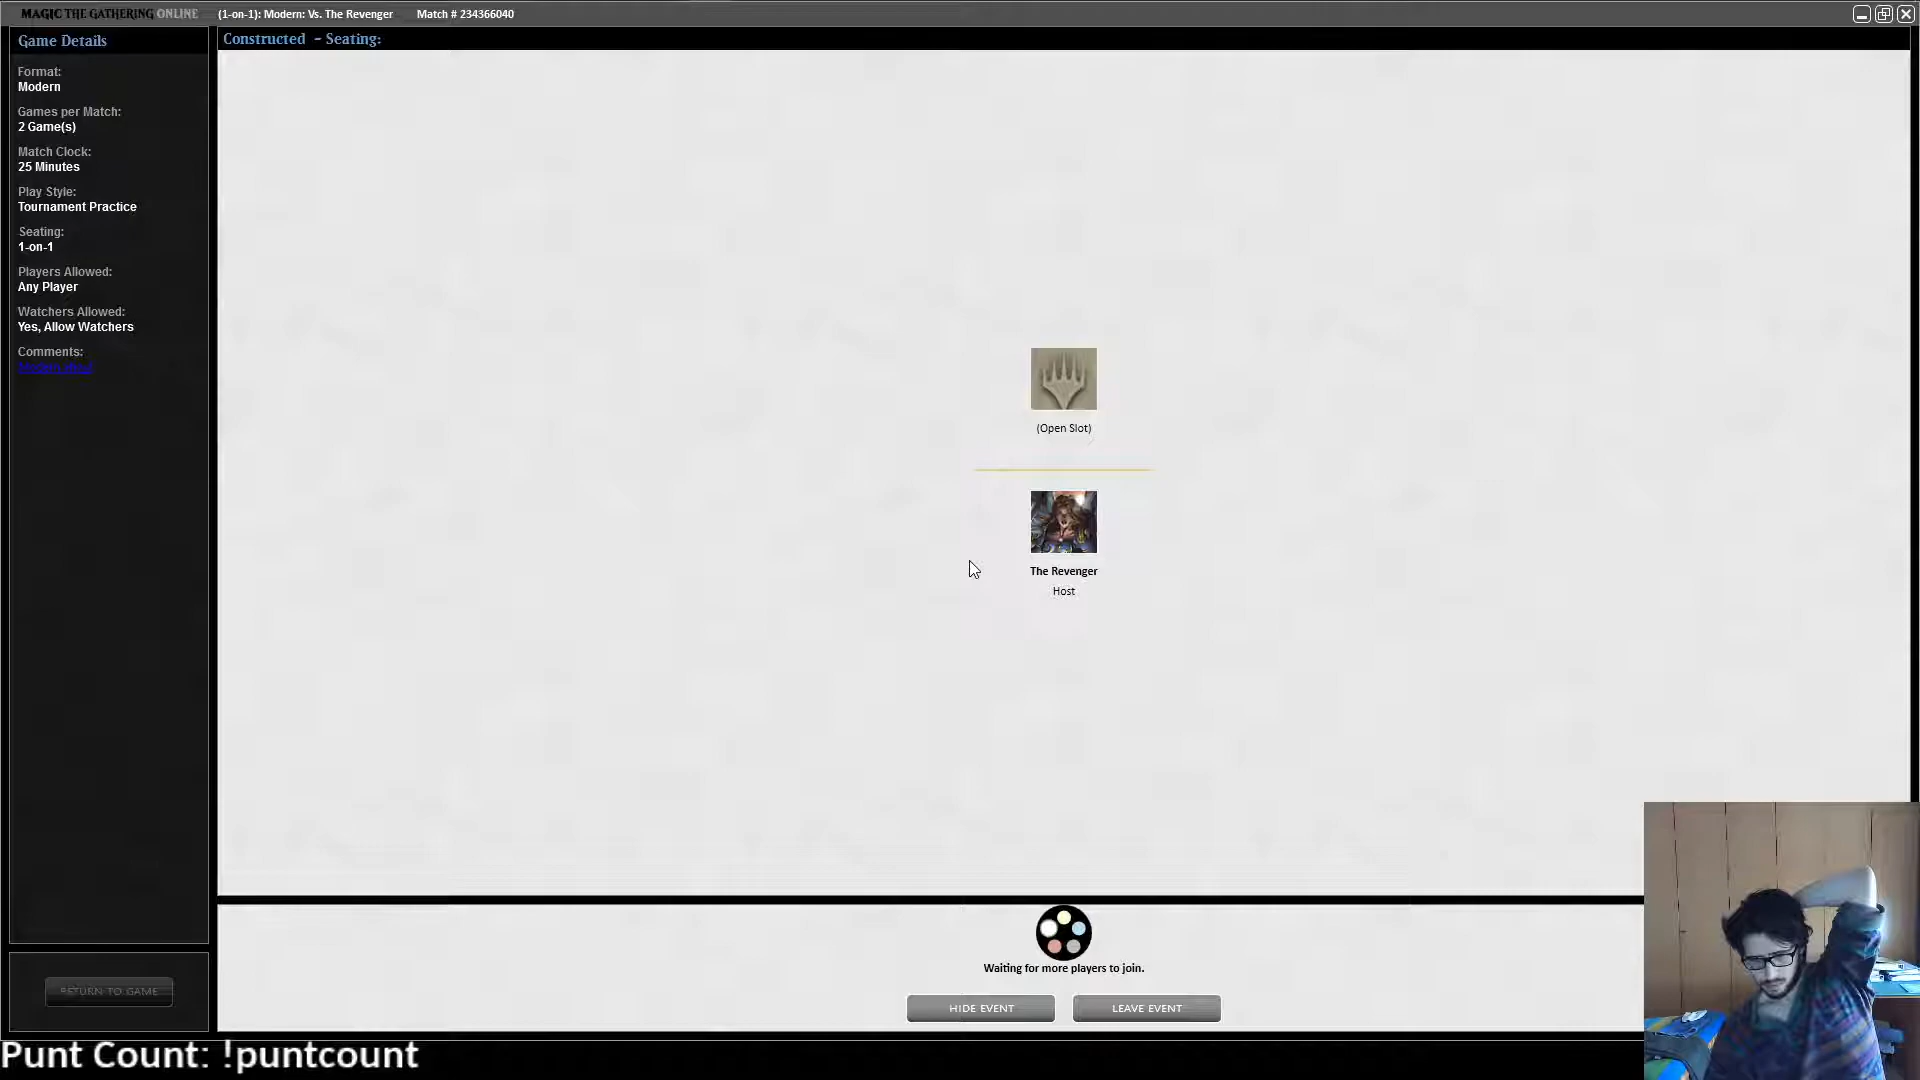 MAGIC THE GATHERING ONLINE (1-on-1): Modern: Vs. The Revenger Match # 234366040
Game Details
Constructed - Seating:
Format:
Modern
Games per Match:
2 Game(s)
Match Clock:
25 Minutes
Play Style:
Tournament Practice
Seating:
1-on-1
Players Allowed:
Any Player
Watchers Allowed:
Yes, Allow Watchers
Comments:
(Open Slot)
The Revenger
Host
Waiting for more players to join.
RETURN TO GAME
HIDE EVENT
LEAVE EVENT
Punt Count: !puntcount